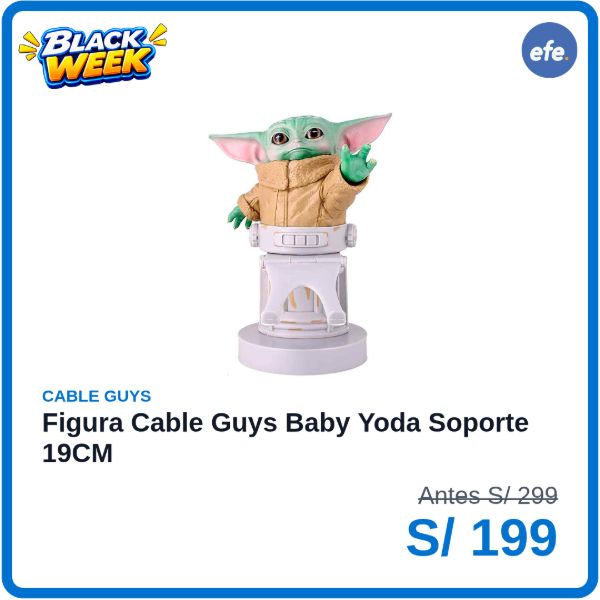 BLACK
WEEK
efe.
CABLE GUYS
Figura Cable Guys Baby Yoda Soporte
19CM
Antes S/ 299
S/ 199